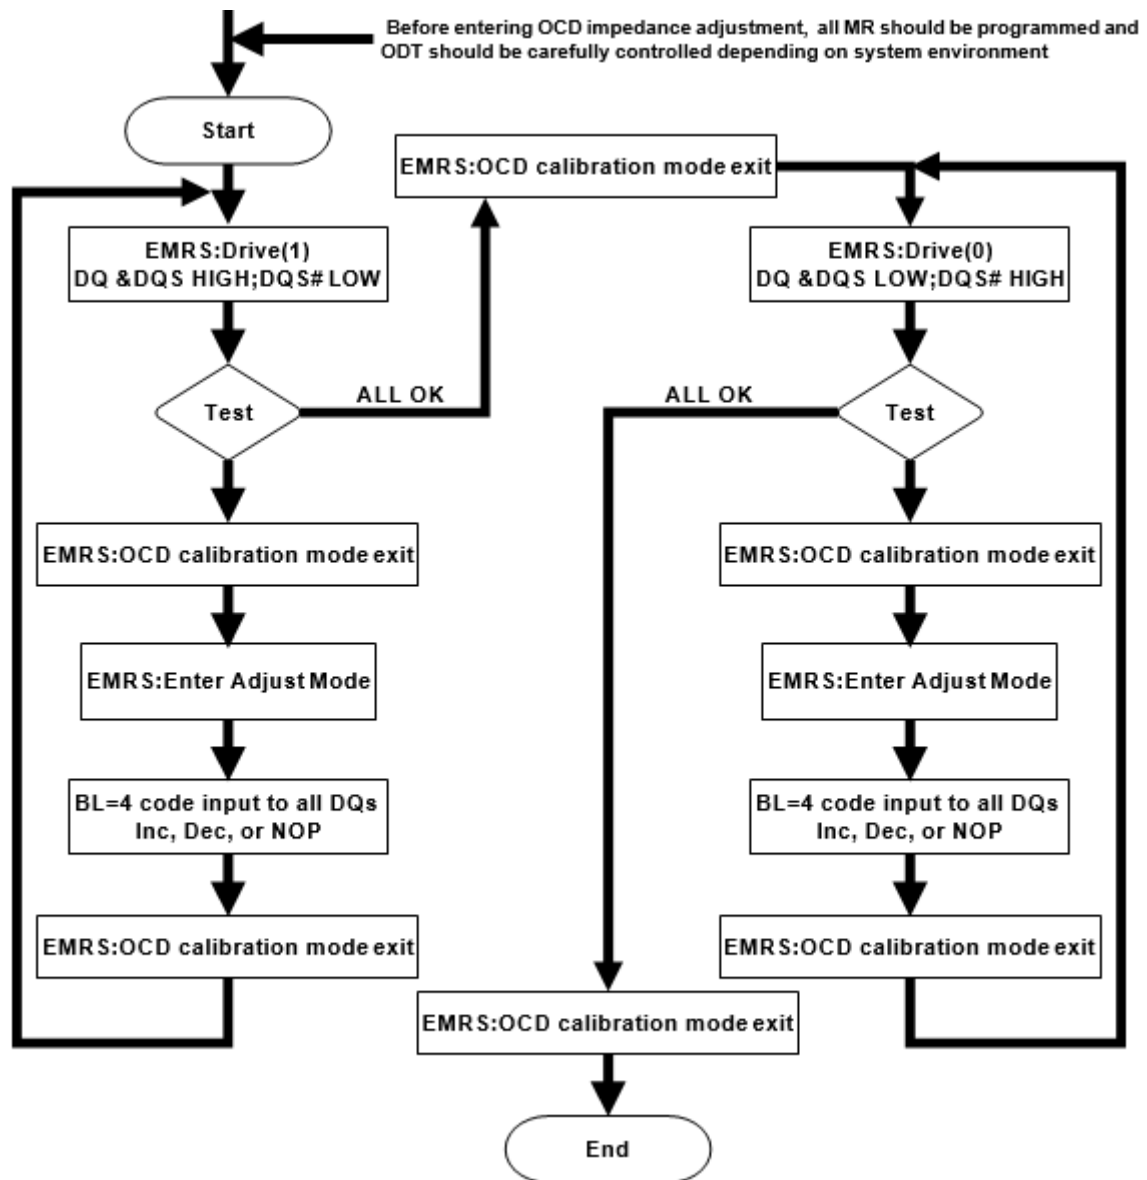 Before entering OCD impedance adjustment, all MR should be programmed and
ODT should be carefully controlled depending on system environment
Start
EMRS:OCD calibration mode exit
EMRS:Drive(1)
DQ &DQS HIGH;DQS# LOW
EMRS:Drive(0)
DQ &DQS LOW;DQS# HIGH
Test
ALL OK
ALL OK
Test
EMRS:OCD calibration mode exit
EMRS:OCD calibration mode exit
EMRS:Enter Adjust Mode
EMRS:Enter Adjust Mode
BL=4 code input to all DQs
Inc, Dec, or NOP
BL=4 code input to all DQs
Inc, Dec, or NOP
EMRS:OCD calibration mode exit
EMRS:OCD calibration mode exit
EMRS:OCD calibration mode exit
End